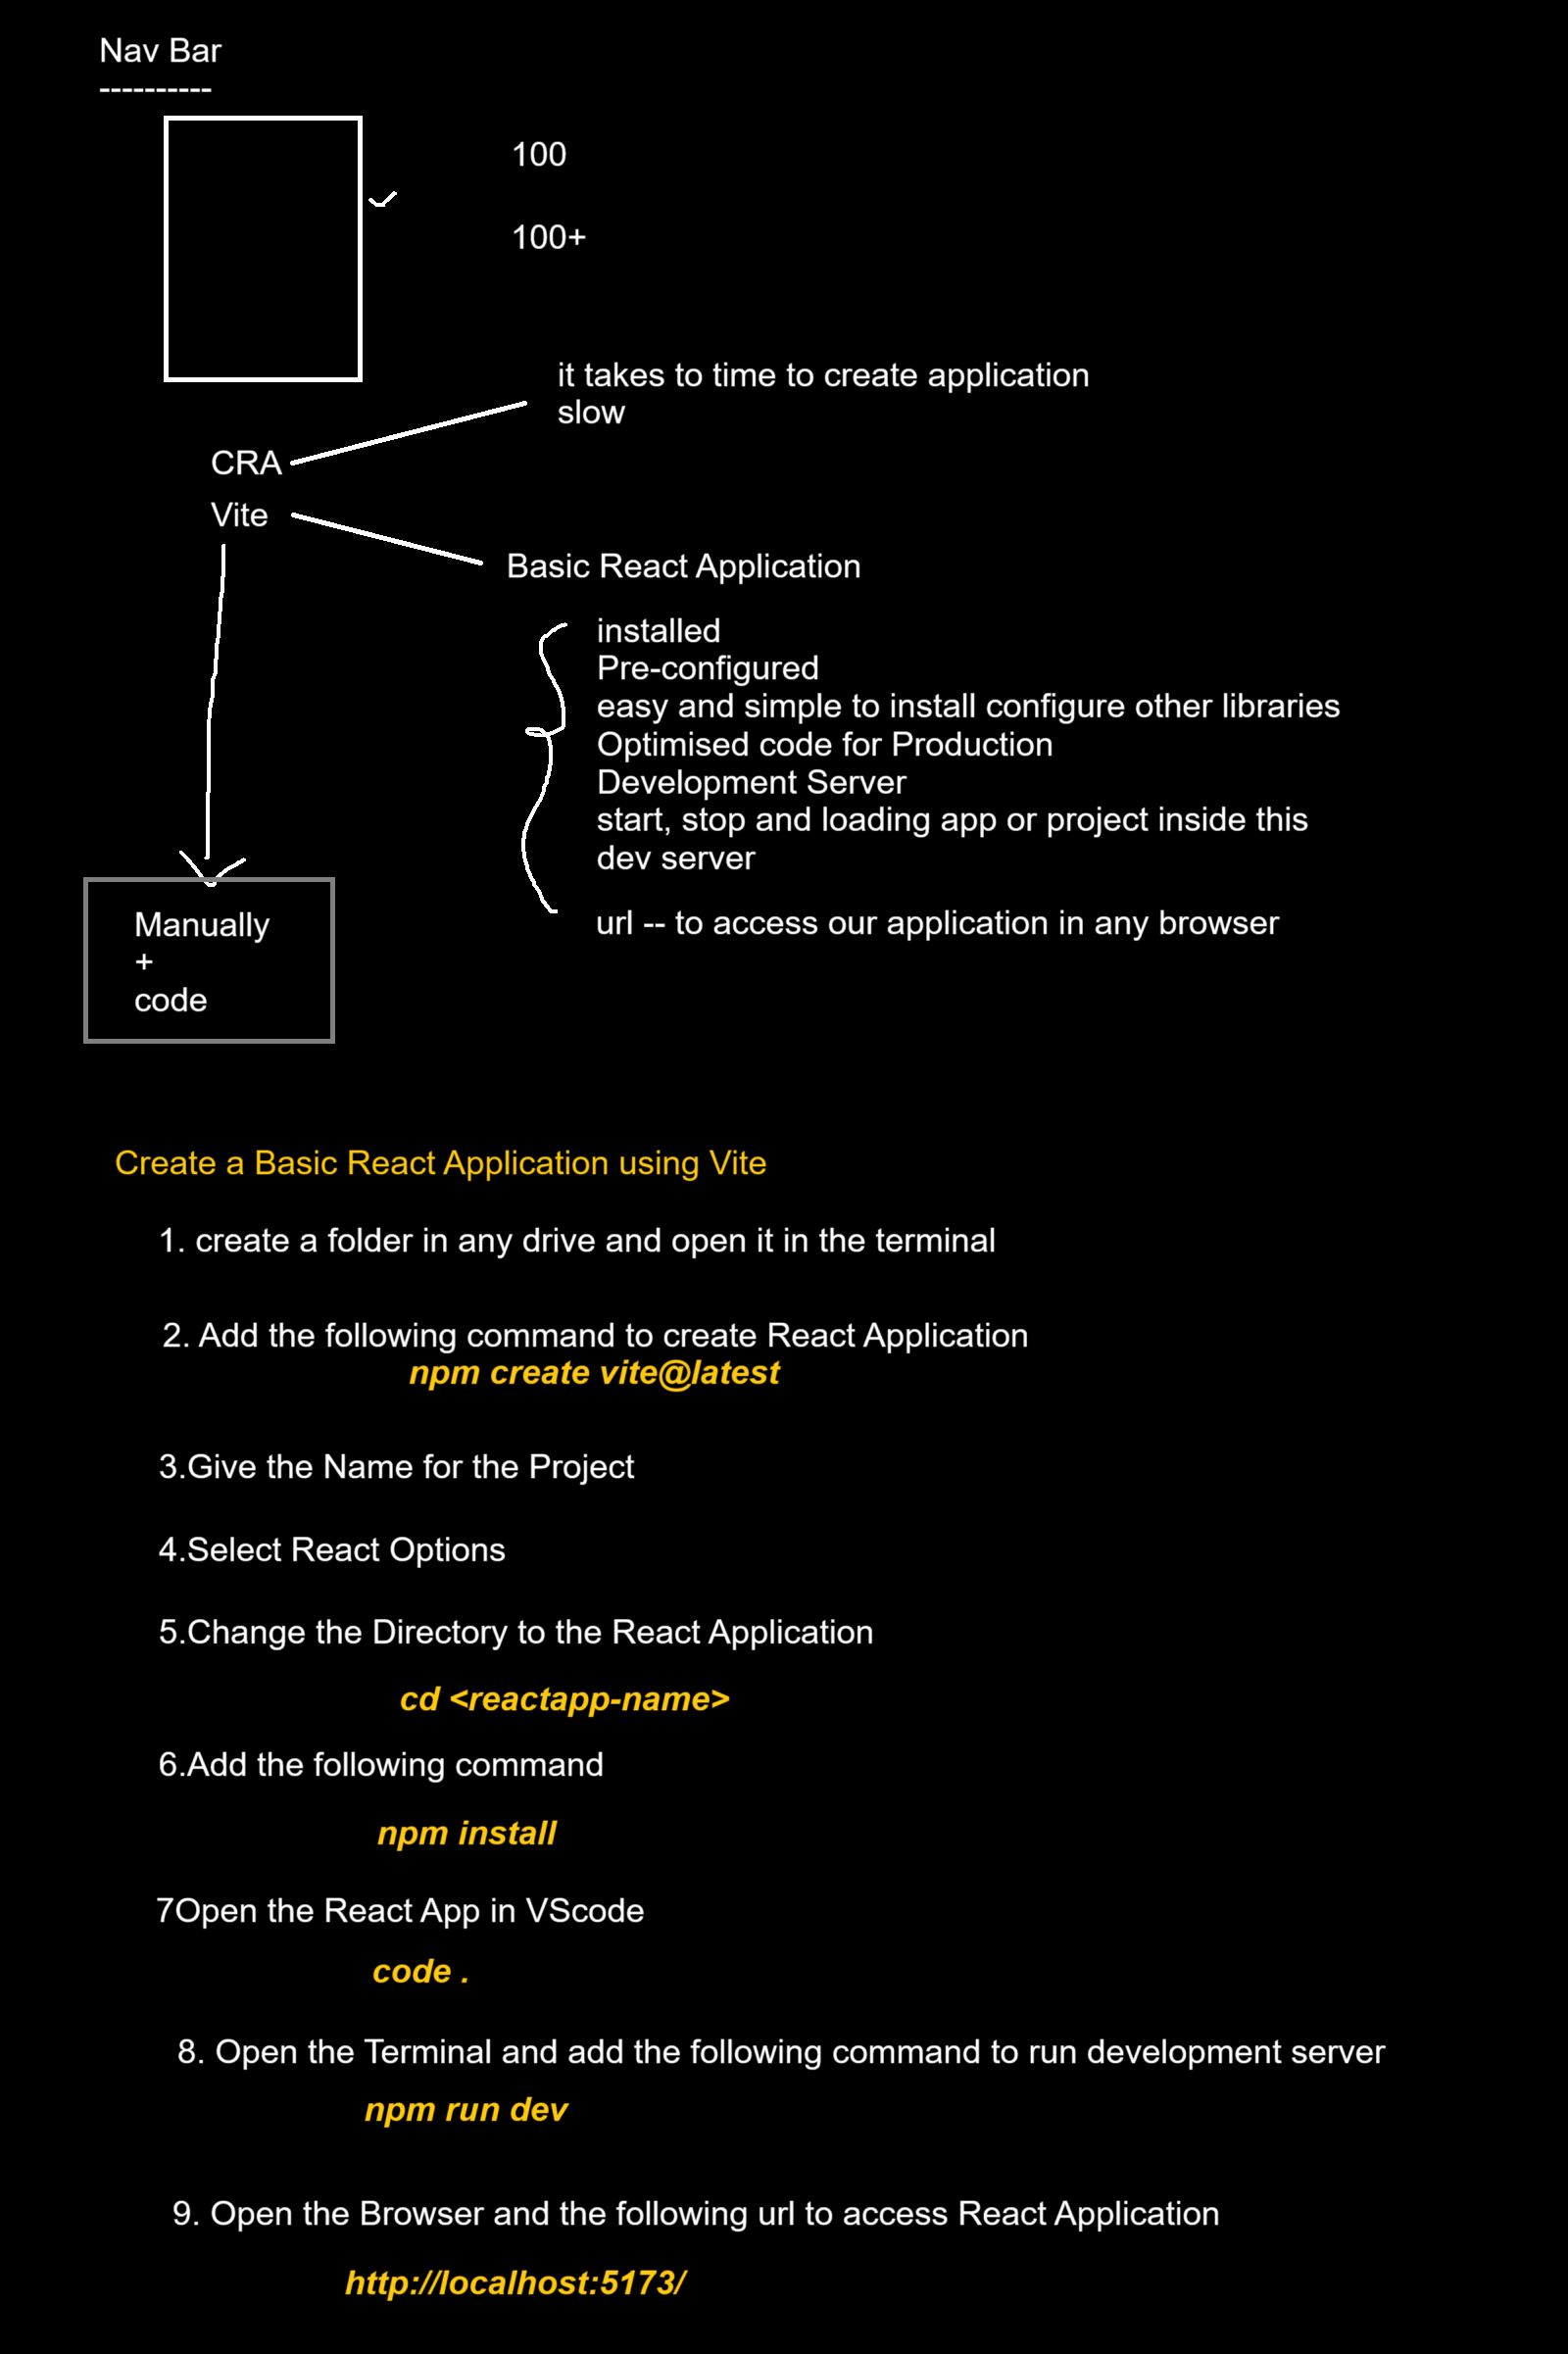 Nav Bar
----------
100
100+
it takes to time to create application
slow
CRA
Vite
Basic React Application
installed
Pre-configured
easy and simple to install configure other libraries
Optimised code for Production
Development Server
start, stop and loading app or project inside this
dev server
url -- to access our application in any browser
Manually
+
code
Create a Basic React Application using Vite
1. create a folder in any drive and open it in the terminal
2. Add the following command to create React Application
npm create vite@latest
3.Give the Name for the Project
4.Select React Options
5.Change the Directory to the React Application
cd <reactapp-name>
6.Add the following command
npm install
7Open the React App in VScode
code .
8. Open the Terminal and add the following command to run development server
npm run dev
9. Open the Browser and the following url to access React Application
http://localhost:5173/